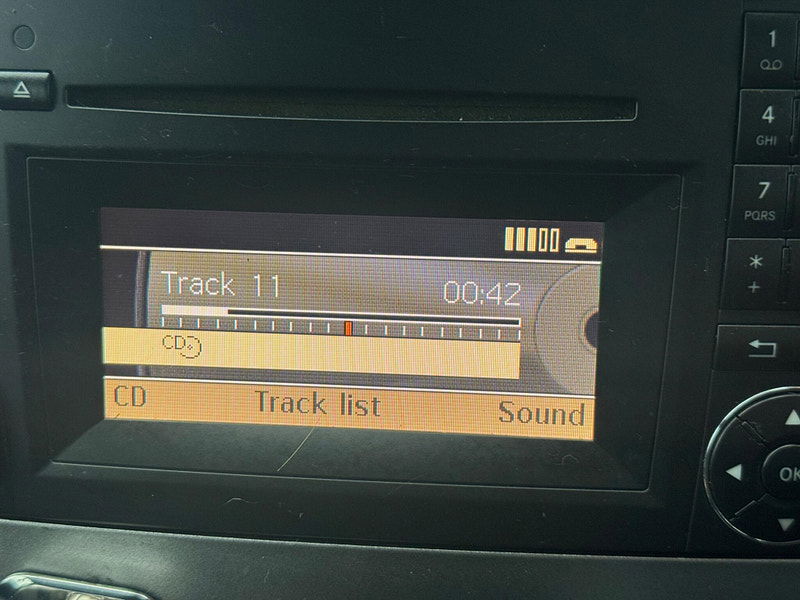 Track 11 00:42
CD
CD Track list Sound
1
4
GHI
7
PQRS
*
+
OK